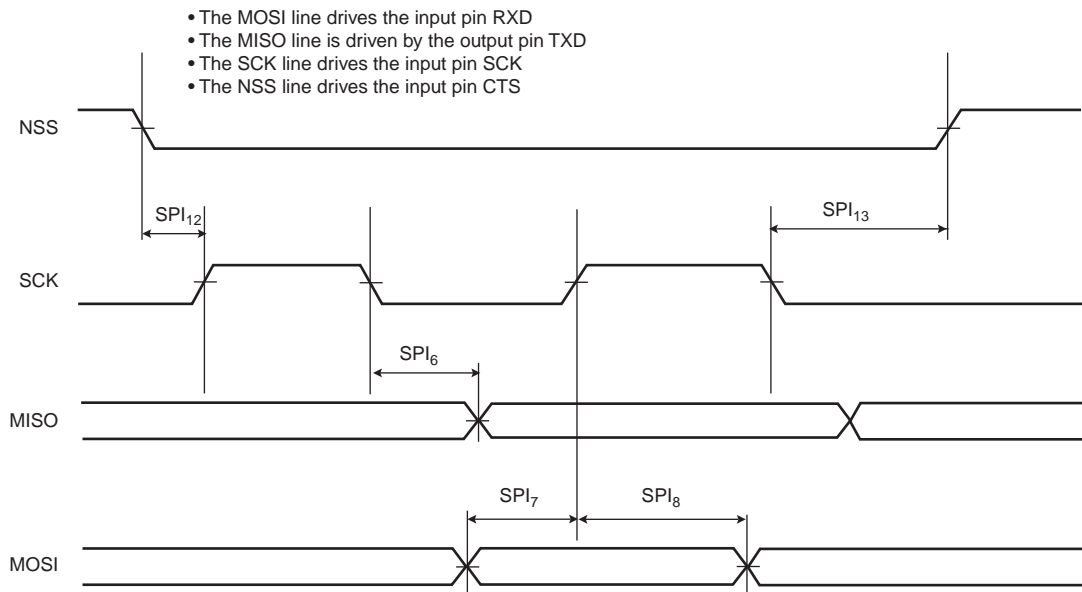 • The MOSI line drives the input pin RXD
• The MISO line is driven by the output pin TXD
• The SCK line drives the input pin SCK
• The NSS line drives the input pin CTS
NSS
SPI12
SPI13
SCK
SPI6
MISO
SPI7
SPI8
MOSI